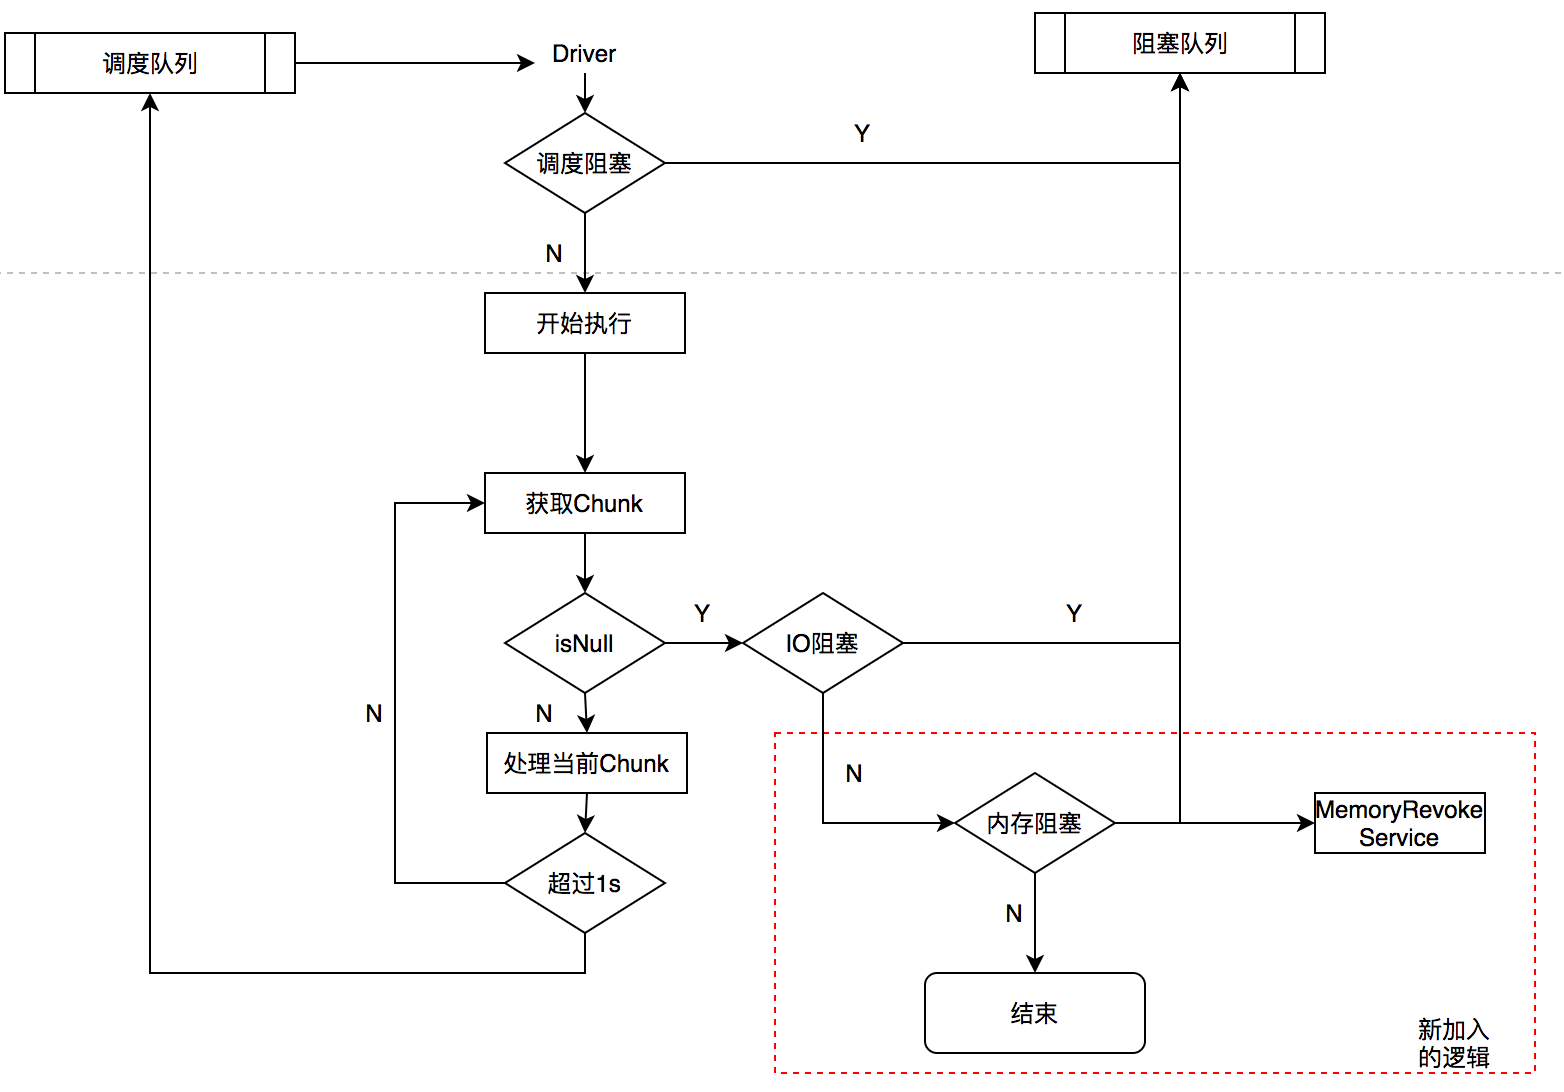 调度队列
Driver
阻塞队列
调度阻塞
Y
N
开始执行
获取Chunk
isNull
Y
IO阻塞
Y
N
N
处理当前Chunk
N
超过1s
内存阻塞
MemoryRevoke
Service
N
结束
新加入
的逻辑